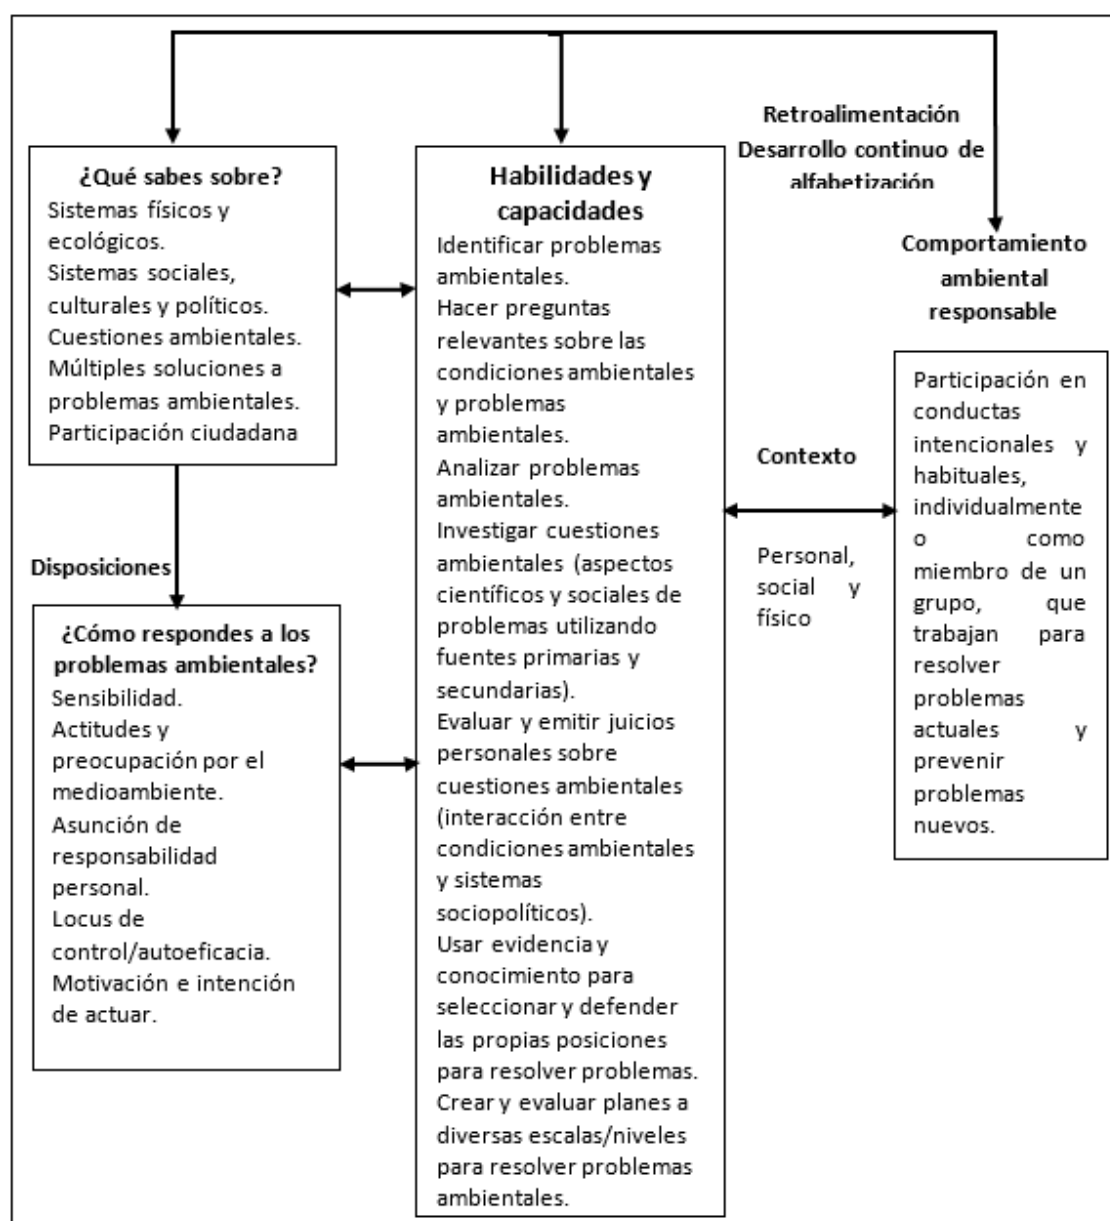 Retroalimentación
Desarrollo continuo de
alfabetización
¿Qué sabes sobre?
Sistemas físicos y
ecológicos.
Sistemas sociales,
culturales y políticos.
Cuestiones ambientales.
Múltiples soluciones a
problemas ambientales.
Participación ciudadana
Disposiciones
¿Cómo respondes a los
problemas ambientales?
Sensibilidad.
Actitudes y
preocupación por el
medioambiente.
Asunción de
responsabilidad
personal.
Locus de
control/autoeficacia.
Motivación e intención
de actuar.
Habilidades y
capacidades
Identificar problemas
ambientales.
Hacer preguntas
relevantes sobre las
condiciones ambientales
y problemas
ambientales.
Analizar problemas
ambientales.
Investigar cuestiones
ambientales (aspectos
científicos y sociales de
problemas utilizando
fuentes primarias y
secundarias).
Evaluar y emitir juicios
personales sobre
cuestiones ambientales
(interacción entre
condiciones ambientales
y sistemas
sociopolíticos).
Usar evidencia y
conocimiento para
seleccionar y defender
las propias posiciones
para resolver problemas.
Crear y evaluar planes a
diversas escalas/niveles
para resolver problemas
ambientales.
Contexto
Personal,
social y
físico
Comportamiento
ambiental
responsable
Participación en
conductas
intencionales y
habituales,
individualmente
o como
miembro de un
grupo, que
trabajan para
resolver
problemas
actuales y
prevenir
problemas
nuevos.